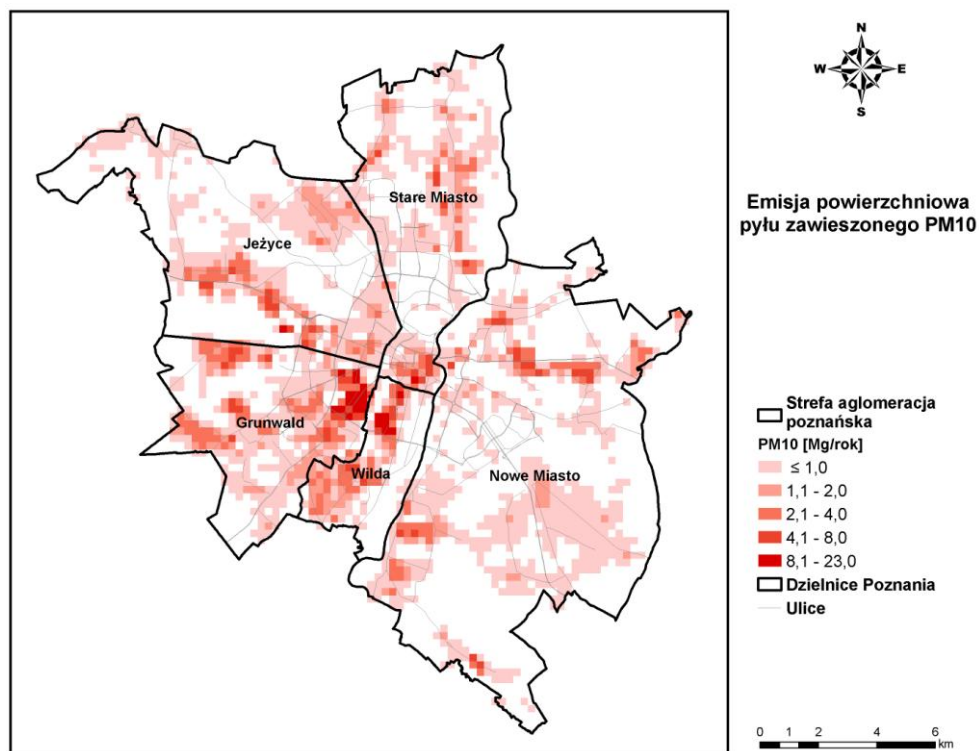 N
W E
S
Emisja powierzchniowa
pyłu zawieszonego PM10
Stare Miasto
Jeżyce
Grunwald
Wilda
Nowe Miasto
Strefa aglomeracja
poznańska
PM10 [Mg/rok]
≤ 1,0
1,1 - 2,0
2,1 - 4,0
4,1 - 8,0
8,1 - 23,0
Dzielnice Poznania
Ulice
0 1 2 4 6
km